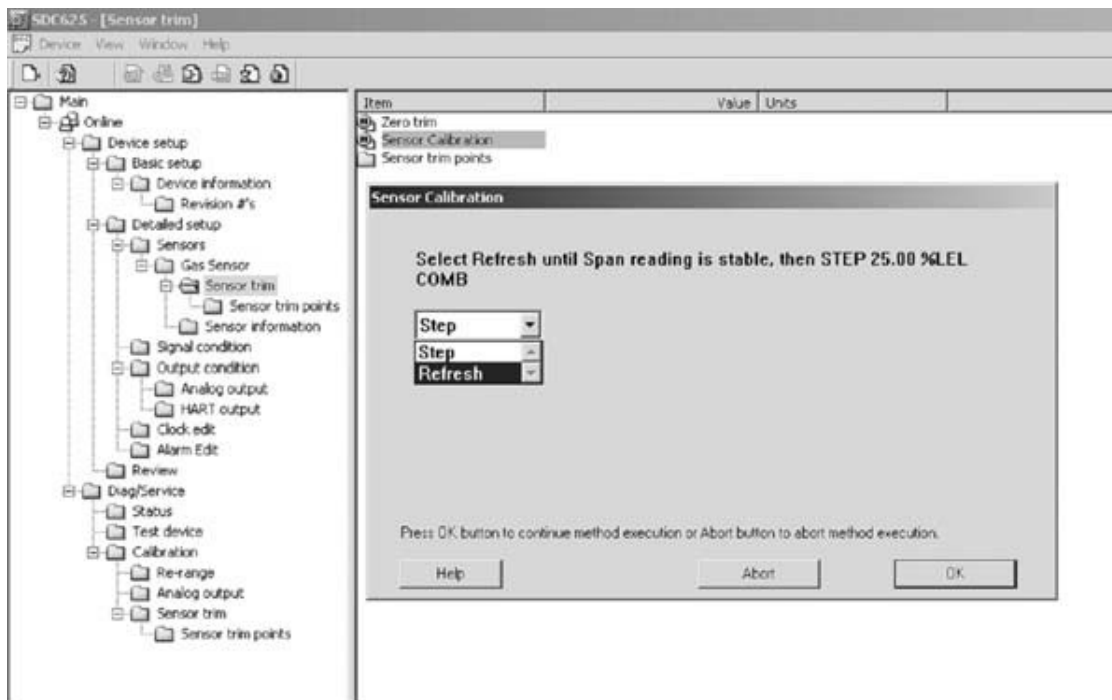 SDC625 - [Sensor trim]
Device View Window Help
Main
Online
Device setup
Basic setup
Device information
Revision #'s
Detailed setup
Sensors
Gas Sensor
Sensor trim
Sensor trim points
Sensor information
Signal condition
Output condition
Analog output
HART output
Clock edit
Alarm Edit
Review
Diag/Service
Status
Test device
Calibration
Re-range
Analog output
Sensor trim
Sensor trim points
Item Value Units
Zero trim
Sensor Calibration
Sensor trim points
Sensor Calibration
Select Refresh until Span reading is stable, then STEP 25.00 %LEL
COMB
Step
Step
Refresh
Press OK button to continue method execution or Abort button to abort method execution.
Help Abort OK